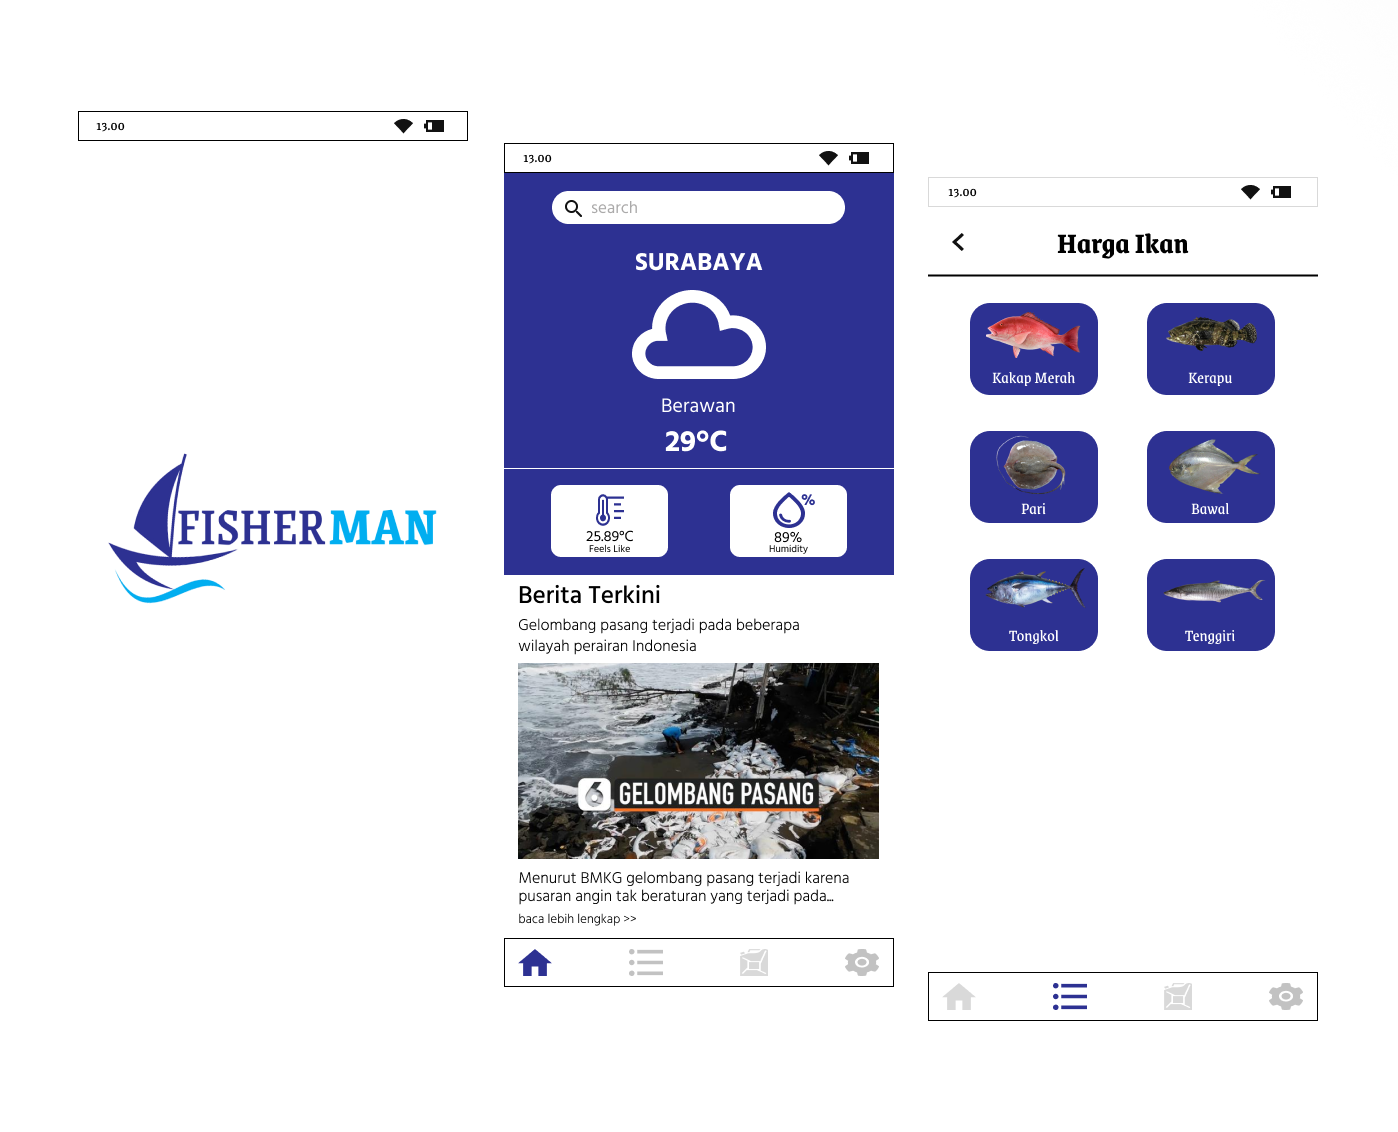 13.00
FISHERMAN
13.00
search
SURABAYA
Berawan
29°C
25.89°C
Feels Like
%
89%
Humidity
Berita Terkini
Gelombang pasang terjadi pada beberapa
wilayah perairan Indonesia
6 GELOMBANG PASANG
Menurut BMKG gelombang pasang terjadi karena
pusaran angin tak beraturan yang terjadi pada...
baca lebih lengkap >>
13.00
Harga Ikan
Kakap Merah
Kerapu
Pari
Bawal
Tongkol
Tenggiri